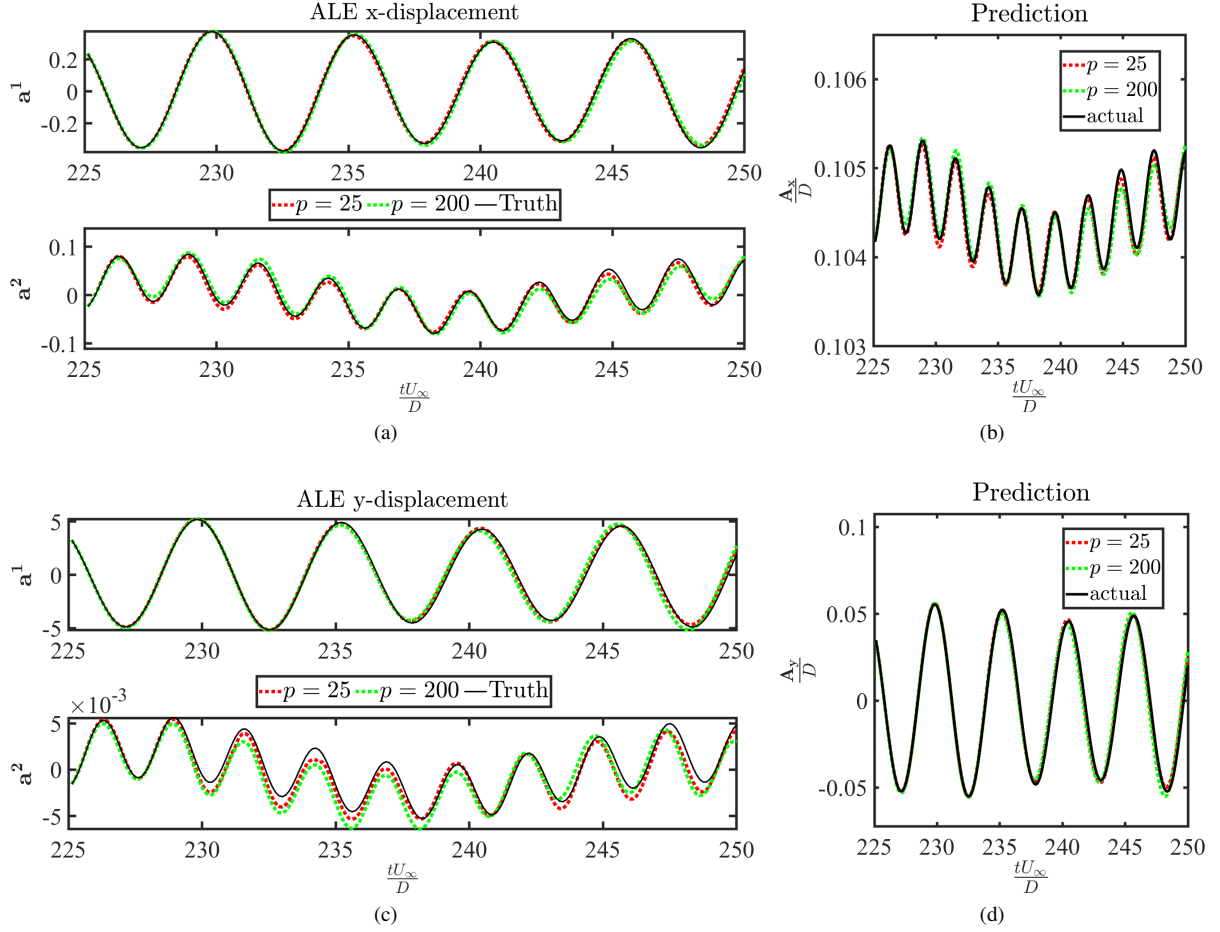 ALE x-displacement
a¹
0.2
0
-0.2
225 230 235 240 245 250
p = 25 p = 200 Truth
a²
0.1
0
-0.1
225 230 235 240 245 250
tU∞/D
(a)
Prediction
p = 25
p = 200
actual
Ax/D
0.106
0.105
0.104
0.103
225 230 235 240 245 250
tU∞/D
(b)
ALE y-displacement
a¹
5
0
-5
225 230 235 240 245 250
p = 25 p = 200 Truth
×10⁻³
a²
5
0
-5
225 230 235 240 245 250
tU∞/D
(c)
Prediction
p = 25
p = 200
actual
Ay/D
0.1
0.05
0
-0.05
225 230 235 240 245 250
tU∞/D
(d)